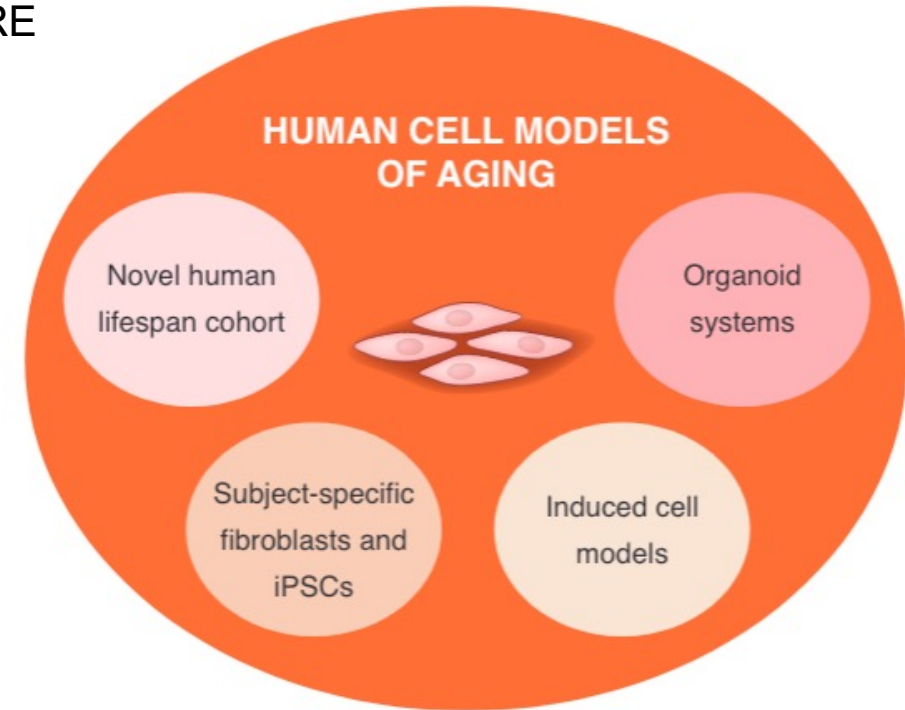 RE
HUMAN CELL MODELS
OF AGING
Novel human
lifespan cohort
Organoid
systems
Subject-specific
fibroblasts and
iPSCs
Induced cell
models